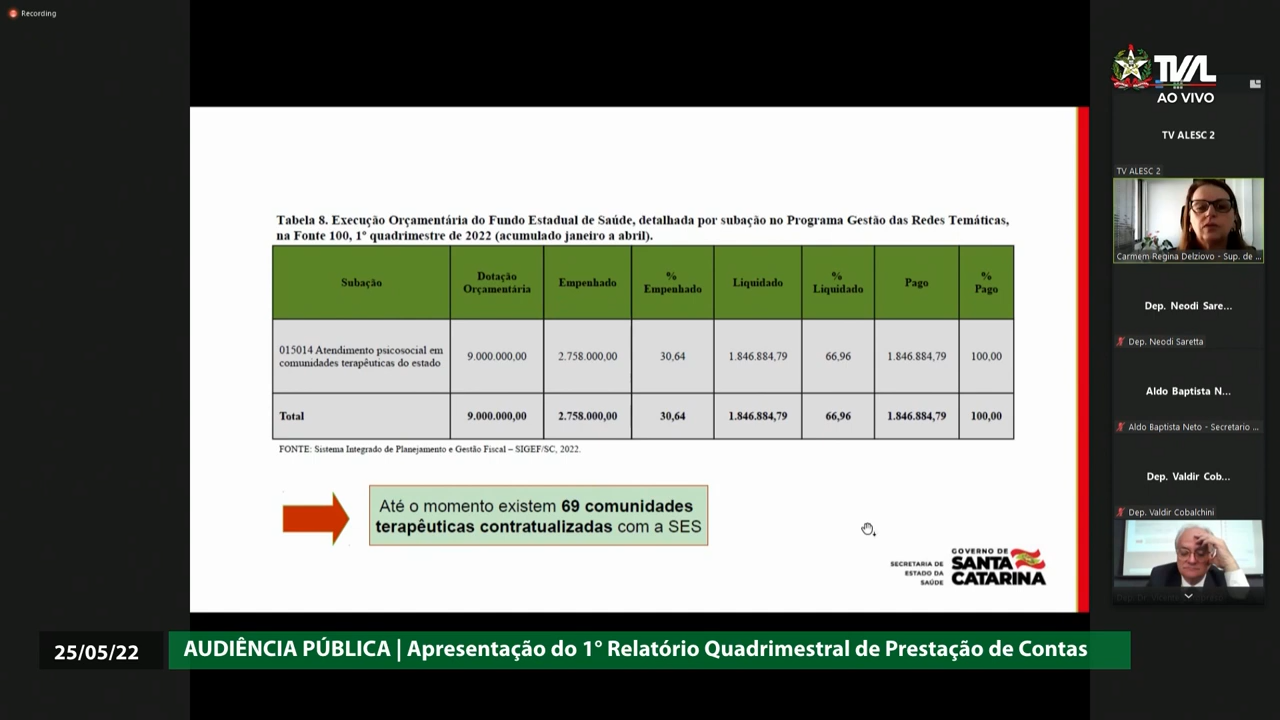 Recording
TVAL
AO VIVO
TV ALESC 2
TV ALESC 2
Carmem Regina Delziovo - Sup. de ...
Dep. Neodi Sare...
Dep. Neodi Saretta
Aldo Baptista N...
Aldo Baptista Neto - Secretario ...
Dep. Valdir Cob...
Dep. Valdir Cobalchini
Tabela 8. Execução Orçamentária do Fundo Estadual de Saúde, detalhada por subação no Programa Gestão das Redes Temáticas,
na Fonte 100, 1º quadrimestre de 2022 (acumulado janeiro a abril).
Subação Dotação Orçamentária Empenhado % Empenhado Liquidado % Liquidado Pago % Pago
015014 Atendimento psicosocial em
comunidades terapêuticas do estado 9.000.000,00 2.758.000,00 30,64 1.846.884,79 66,96 1.846.884,79 100,00
Total 9.000.000,00 2.758.000,00 30,64 1.846.884,79 66,96 1.846.884,79 100,00
FONTE: Sistema Integrado de Planejamento e Gestão Fiscal – SIGEF/SC, 2022.
Até o momento existem 69 comunidades
terapêuticas contratualizadas com a SES
SECRETARIA DE
ESTADO DA
SAÚDE
GOVERNO DE
SANTA
CATARINA
25/05/22
AUDIÊNCIA PÚBLICA | Apresentação do 1° Relatório Quadrimestral de Prestação de Contas